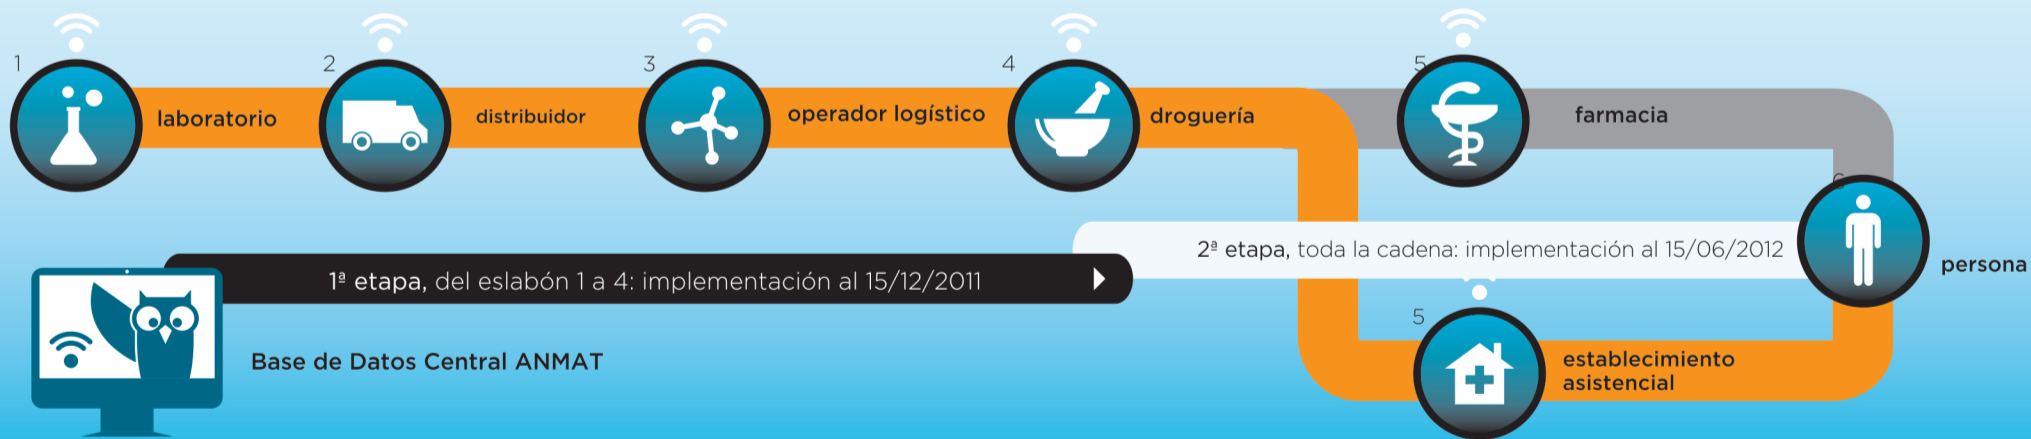 1
laboratorio
2
distribuidor
3
operador logístico
4
droguería
5
farmacia
6
persona
2ª etapa, toda la cadena: implementación al 15/06/2012
1ª etapa, del eslabón 1 a 4: implementación al 15/12/2011
5
establecimiento
asistencial
Base de Datos Central ANMAT